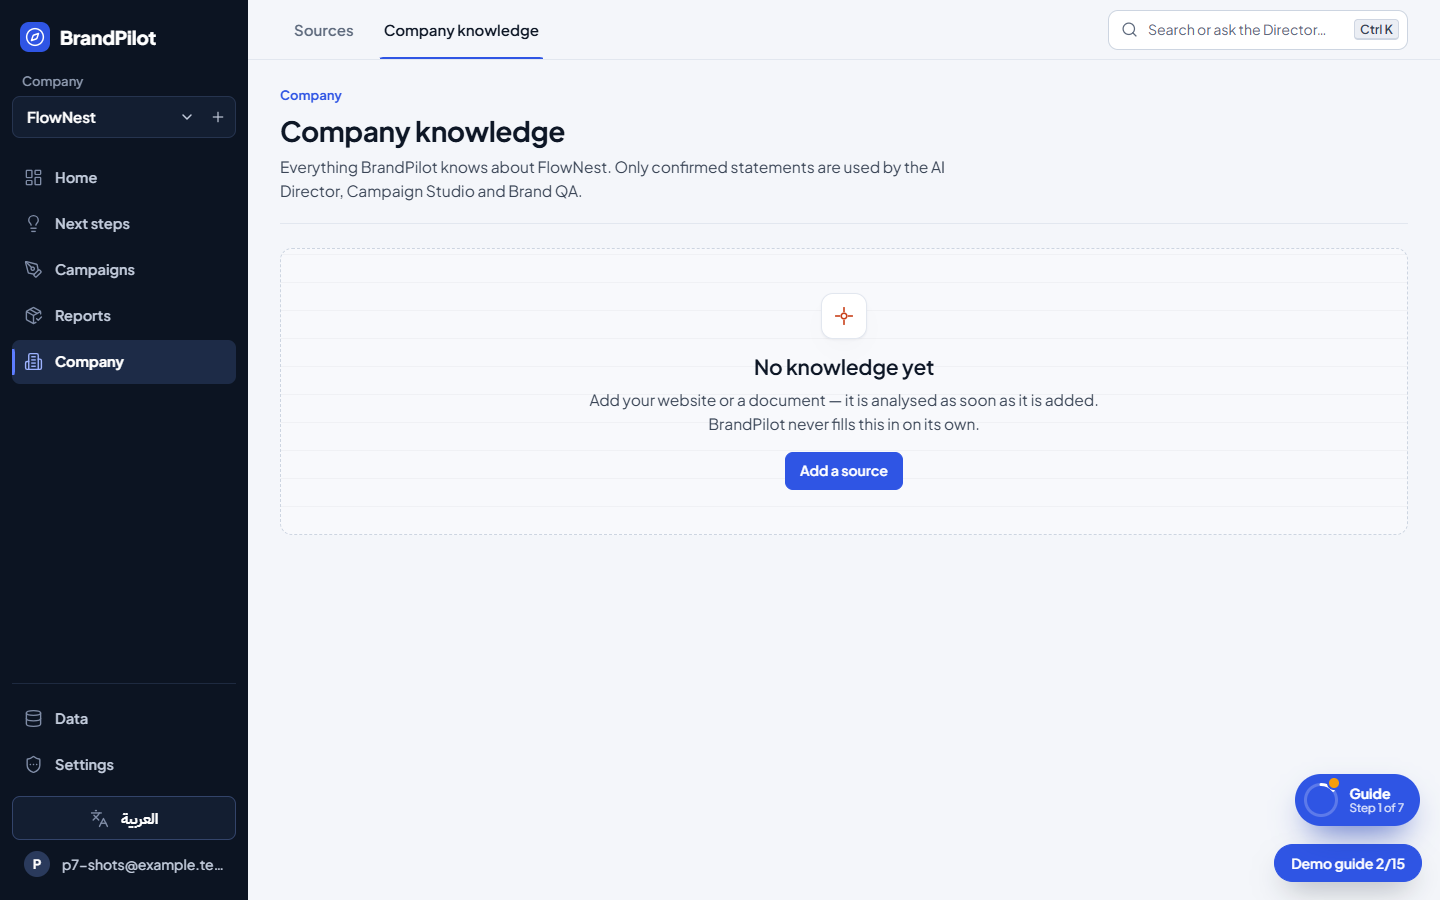 BrandPilot
Company
FlowNest
Home
Next steps
Campaigns
Reports
Company
Data
Settings
العربية
P
p7-shots@example.te...
Sources
Company knowledge
Search or ask the Director...
Ctrl K
Company
Company knowledge
Everything BrandPilot knows about FlowNest. Only confirmed statements are used by the AI
Director, Campaign Studio and Brand QA.
No knowledge yet
Add your website or a document — it is analysed as soon as it is added.
BrandPilot never fills this in on its own.
Add a source
Guide
Step 1 of 7
Demo guide 2/15